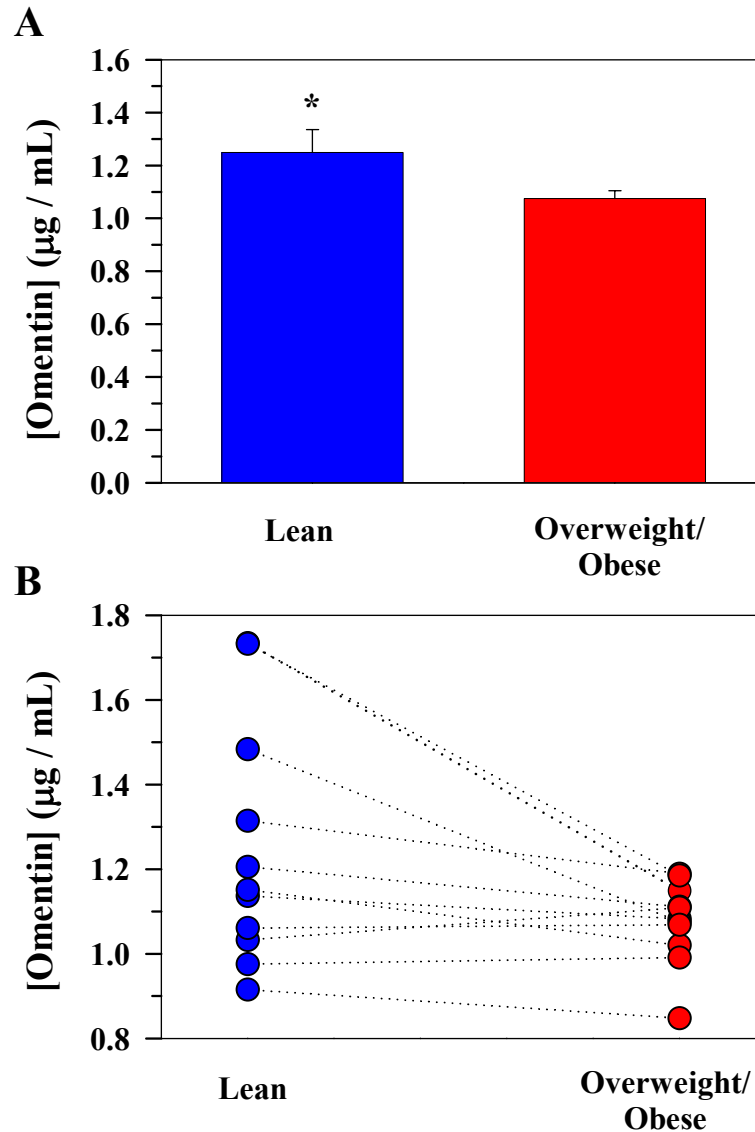 A
[Omentin] (μg / mL)
1.6
1.4
1.2
1.0
0.8
0.6
0.4
0.2
0.0
*
Lean
Overweight/
Obese
B
[Omentin] (μg / mL)
1.8
1.6
1.4
1.2
1.0
0.8
Lean
Overweight/
Obese